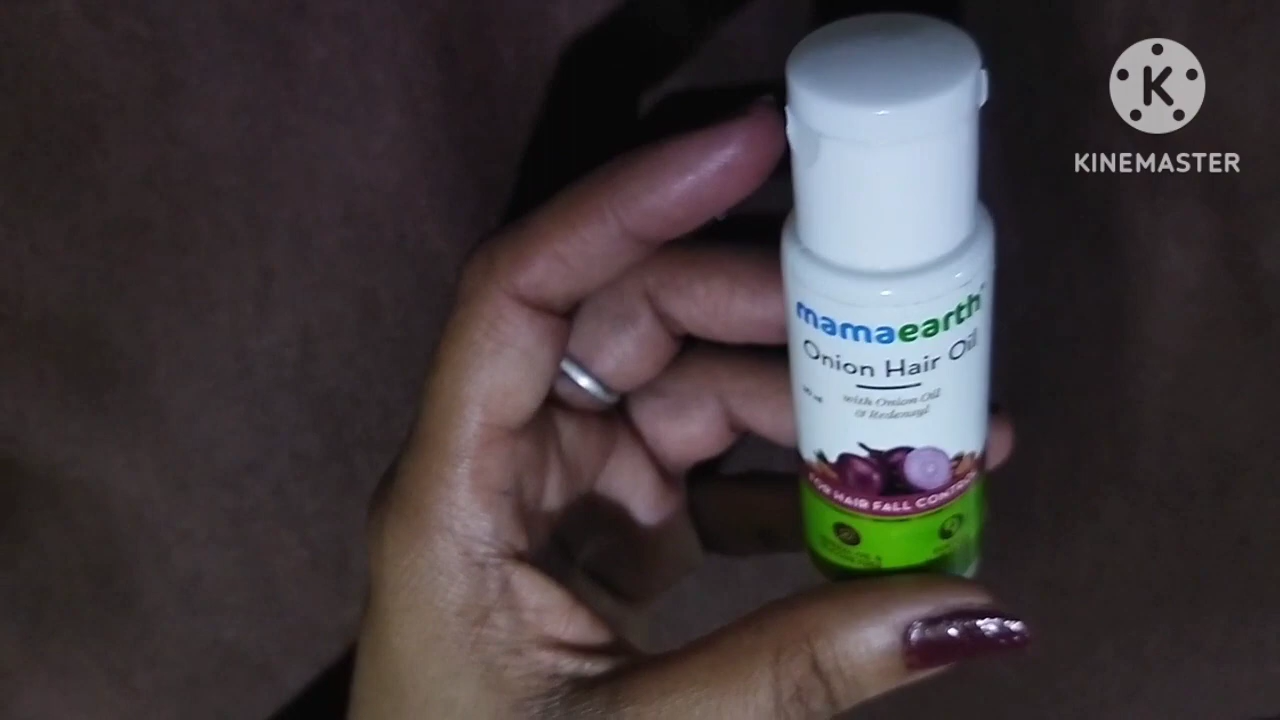 K
KINEMASTER
mamaearth
Onion Hair Oil
with Onion Oil
& Redensyl
FOR HAIR FALL CONTROL